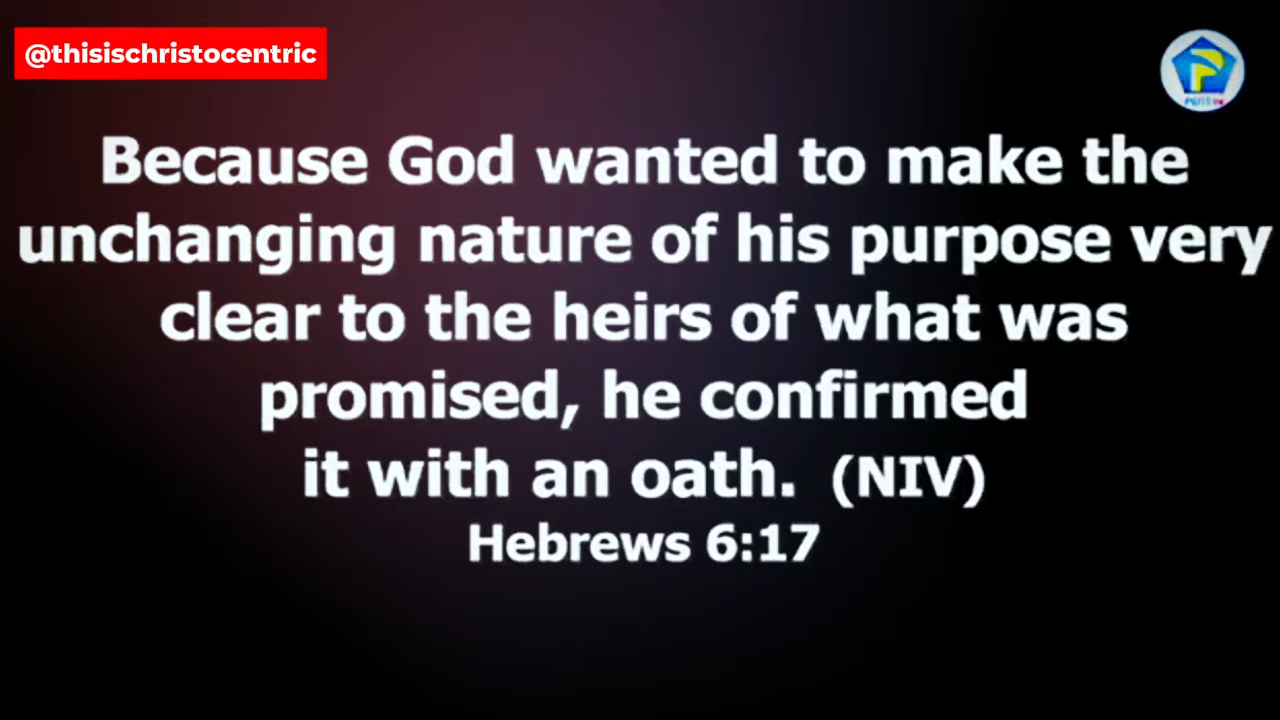 @thisischristocentric
Because God wanted to make the
unchanging nature of his purpose very
clear to the heirs of what was
promised, he confirmed
it with an oath. (NIV)
Hebrews 6:17